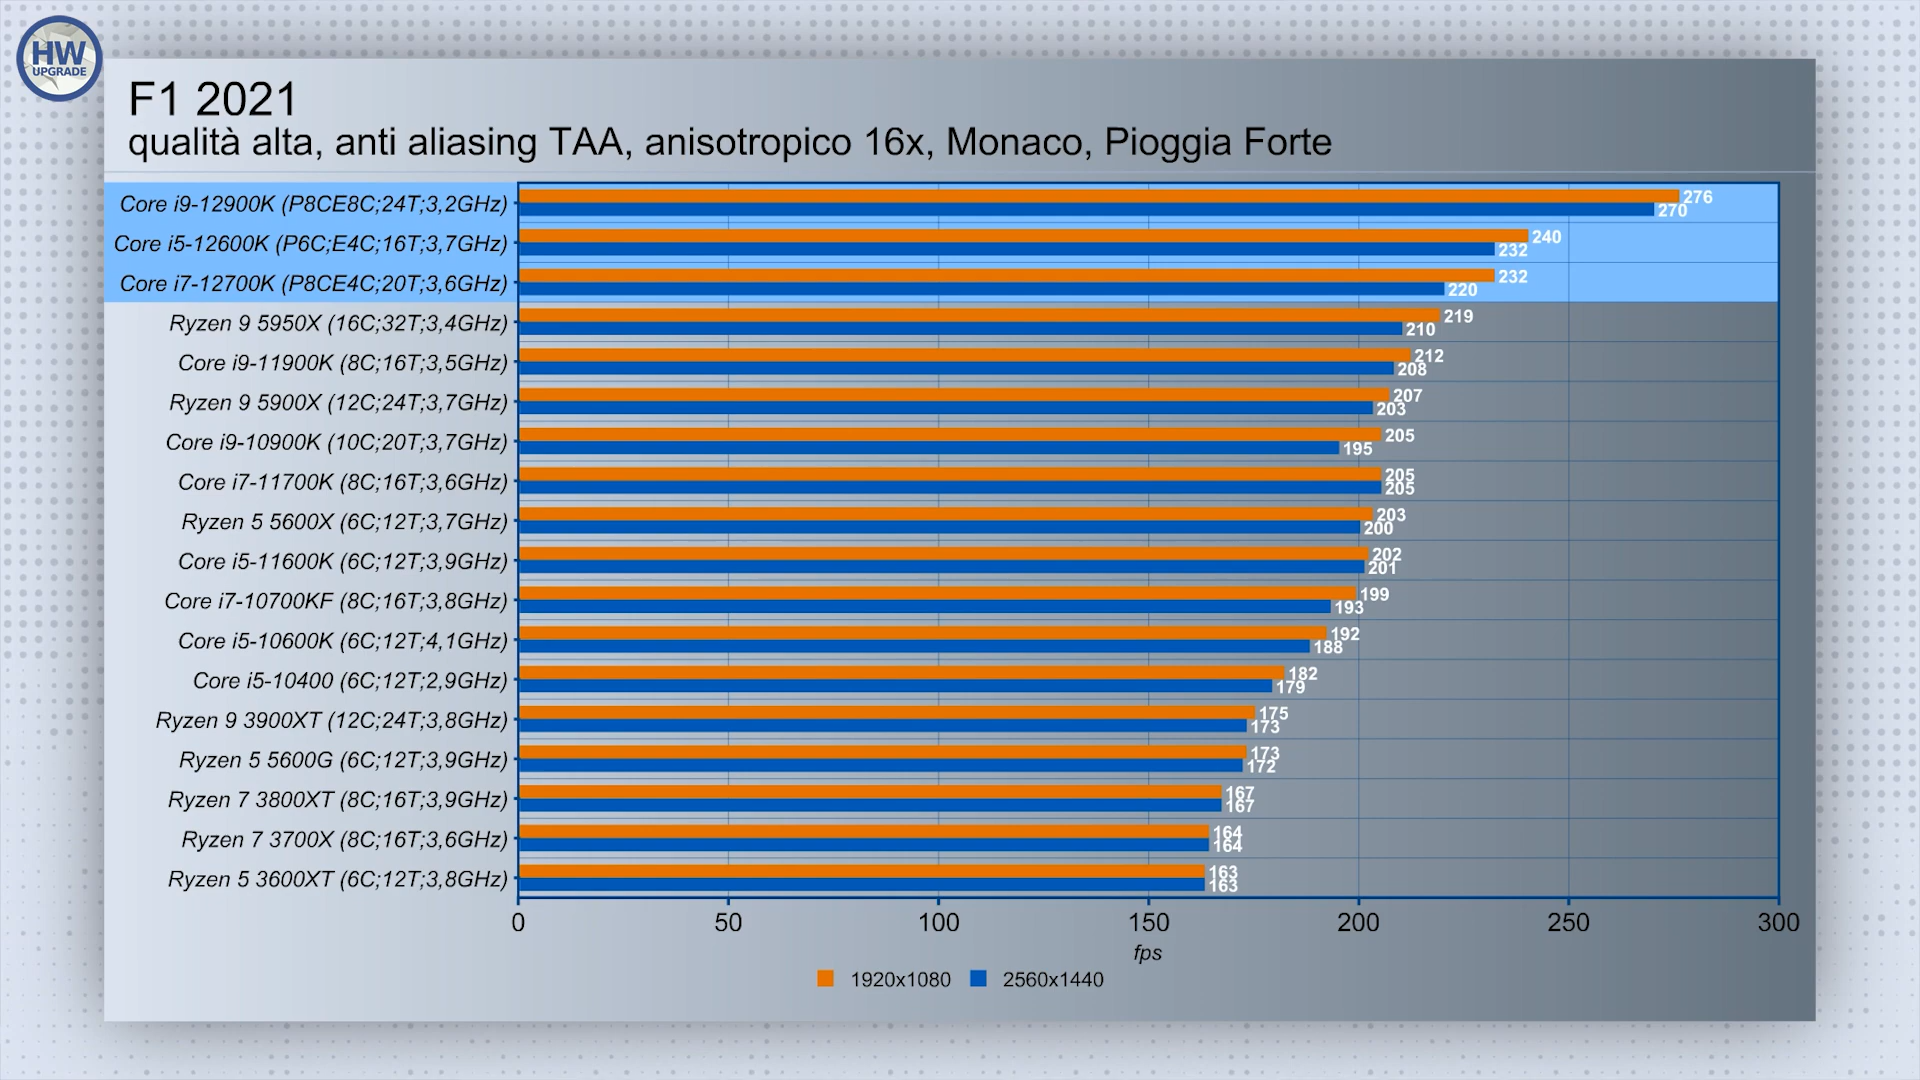 HW
UPGRADE
F1 2021
qualità alta, anti aliasing TAA, anisotropico 16x, Monaco, Pioggia Forte
Core i9-12900K (P8CE8C;24T;3,2GHz)
276
270
Core i5-12600K (P6C;E4C;16T;3,7GHz)
240
232
Core i7-12700K (P8CE4C;20T;3,6GHz)
232
220
Ryzen 9 5950X (16C;32T;3,4GHz)
219
210
Core i9-11900K (8C;16T;3,5GHz)
212
208
Ryzen 9 5900X (12C;24T;3,7GHz)
207
203
Core i9-10900K (10C;20T;3,7GHz)
205
195
Core i7-11700K (8C;16T;3,6GHz)
205
205
Ryzen 5 5600X (6C;12T;3,7GHz)
203
200
Core i5-11600K (6C;12T;3,9GHz)
202
201
Core i7-10700KF (8C;16T;3,8GHz)
199
193
Core i5-10600K (6C;12T;4,1GHz)
192
188
Core i5-10400 (6C;12T;2,9GHz)
182
179
Ryzen 9 3900XT (12C;24T;3,8GHz)
175
173
Ryzen 5 5600G (6C;12T;3,9GHz)
173
172
Ryzen 7 3800XT (8C;16T;3,9GHz)
167
167
Ryzen 7 3700X (8C;16T;3,6GHz)
164
164
Ryzen 5 3600XT (6C;12T;3,8GHz)
163
163
0 50 100 150 200 250 300
fps
1920x1080 2560x1440